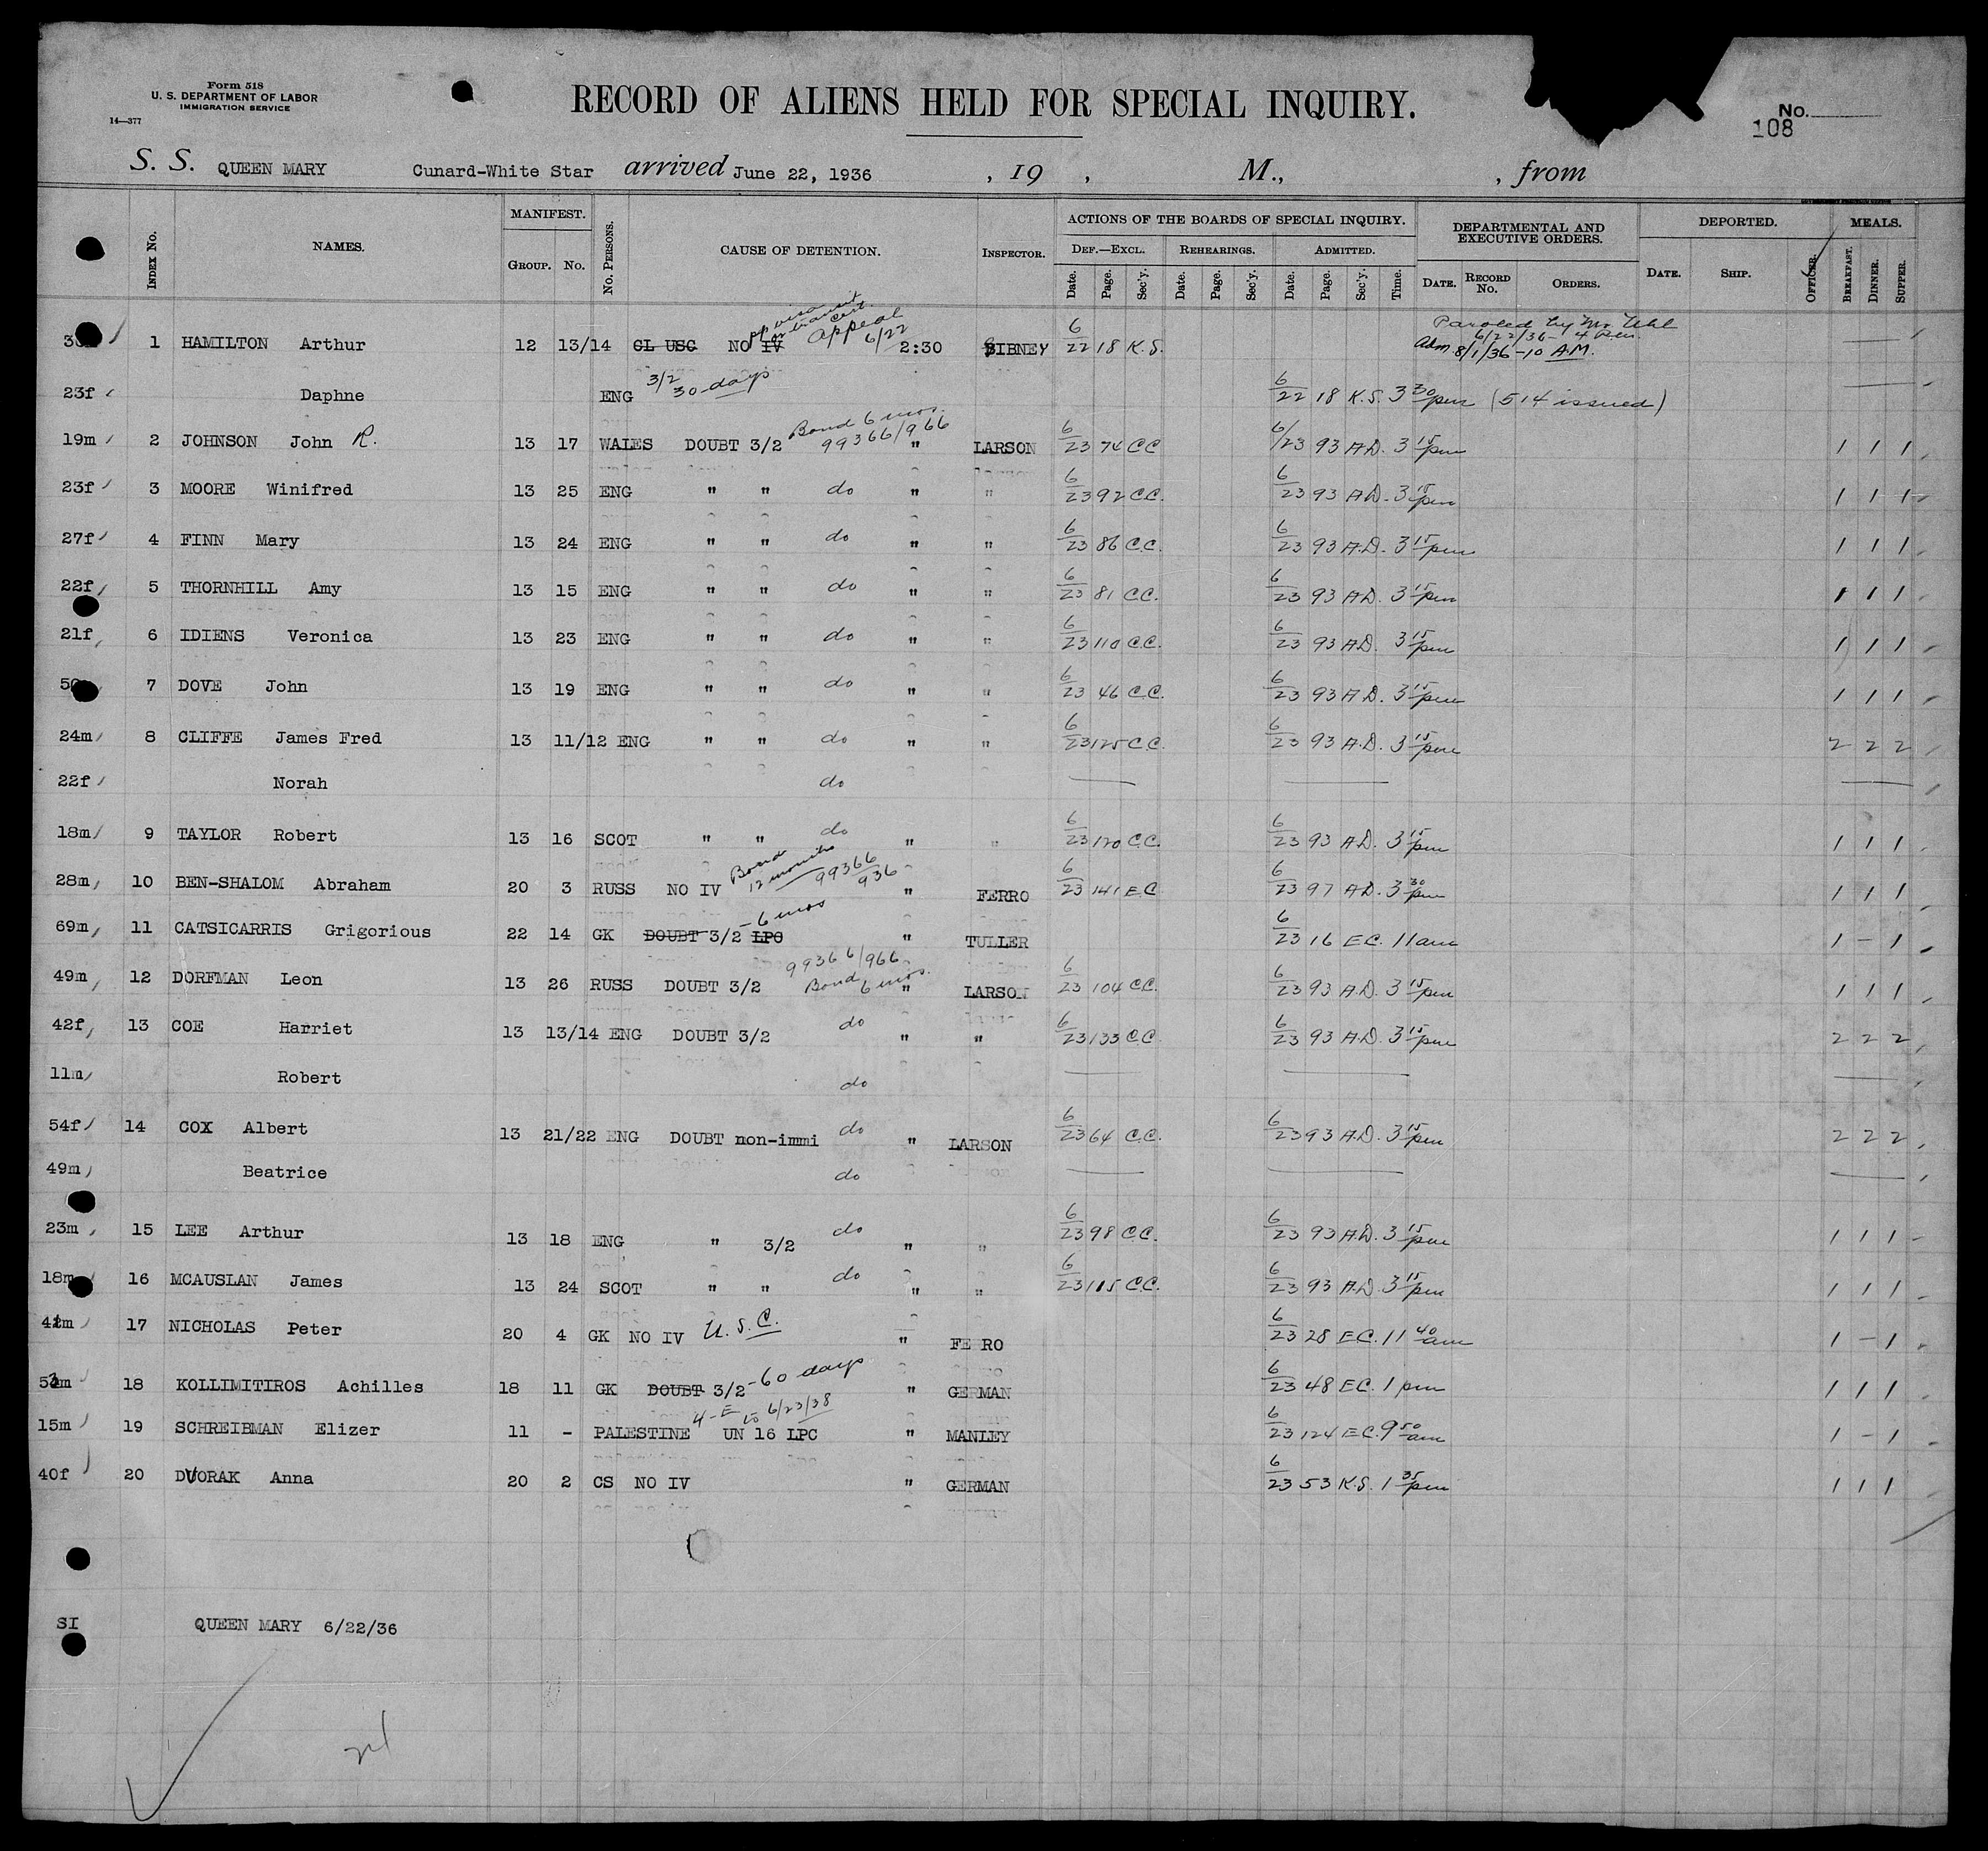 Form 518
U. S. DEPARTMENT OF LABOR
IMMIGRATION SERVICE
14—377
RECORD OF ALIENS HELD FOR SPECIAL INQUIRY.
No.
108
S. S. QUEEN MARY Cunard-White Star arrived June 22, 1936 , 19 , M., , from
INDEX No. NAMES. MANIFEST. GROUP. No. No. PERSONS. CAUSE OF DETENTION. INSPECTOR. ACTIONS OF THE BOARDS OF SPECIAL INQUIRY. DEF.—EXCL. Date. Page. Sec'y. REHEARINGS. Date. Page. Sec'y. ADMITTED. Date. Page. Sec'y. Time. DEPARTMENTAL AND EXECUTIVE ORDERS. DATE. RECORD No. ORDERS. DEPORTED. DATE. SHIP. OFFICER. MEALS. BREAKFAST. DINNER. SUPPER.
1 HAMILTON Arthur 12 13/14 CL USC NO IV Appeal 6/22 2:30 SIBNEY 6/22 18 K.S. Paroled by Mr Uhl 6/22/36 - 4 P.M. Adm. 8/1/36 - 10 A.M.
23f Daphne ENG 3/2 30 days 6/22 18 K.S. 3 30 pm (514 issued)
19m 2 JOHNSON John R. 13 17 WALES DOUBT 3/2 Bond 6 mos. 99366/966 " LARSON 6/23 74 C.C. 6/23 93 A.D. 3 15 pm 1 1 1
23f 3 MOORE Winifred 13 25 ENG " " do " " 6/23 92 C.C. 6/23 93 A.D. 3 15 pm 1 1 1
27f 4 FINN Mary 13 24 ENG " " do " " 6/23 86 C.C. 6/23 93 A.D. 3 15 pm 1 1 1
22f 5 THORNHILL Amy 13 15 ENG " " do " " 6/23 81 C.C. 6/23 93 A.D. 3 15 pm 1 1 1
21f 6 IDIENS Veronica 13 23 ENG " " do " " 6/23 110 C.C. 6/23 93 A.D. 3 15 pm 1 1 1
7 DOVE John 13 19 ENG " " do " " 6/23 46 C.C. 6/23 93 A.D. 3 15 pm 1 1 1
24m 8 CLIFFE James Fred 13 11/12 ENG " " do " " 6/23 125 C.C. 6/23 93 A.D. 3 15 pm 2 2 2
22f Norah do
18m 9 TAYLOR Robert 13 16 SCOT " " do " " 6/23 120 C.C. 6/23 93 A.D. 3 15 pm 1 1 1
28m 10 BEN-SHALOM Abraham 20 3 RUSS NO IV Bond 12 months 99366/936 " FERRO 6/23 141 E.C. 6/23 97 A.D. 3 30 pm 1 1 1
69m 11 CATSICARRIS Grigorious 22 14 GK DOUBT 3/2 LPC - 6 mos " TULLER 6/23 16 E.C. 11 am 1 - 1
49m 12 DORFMAN Leon 13 26 RUSS DOUBT 3/2 99366/966 Bond 6 mos. " LARSON 6/23 104 C.C. 6/23 93 A.D. 3 15 pm 1 1 1
42f 13 COE Harriet 13 13/14 ENG DOUBT 3/2 do " " 6/23 133 C.C. 6/23 93 A.D. 3 15 pm 2 2 2
11m Robert do
54f 14 COX Albert 13 21/22 ENG DOUBT non-immi do " LARSON 6/23 64 C.C. 6/23 93 A.D. 3 15 pm 2 2 2
49m Beatrice do
23m 15 LEE Arthur 13 18 ENG " 3/2 do " " 6/23 98 C.C. 6/23 93 A.D. 3 15 pm 1 1 1
18m 16 MCAUSLAN James 13 24 SCOT " " do " " 6/23 115 C.C. 6/23 93 A.D. 3 15 pm 1 1 1
17 NICHOLAS Peter 20 4 GK NO IV U.S.C. " FE RO 6/23 28 E.C. 11 40 am 1 - 1
18 KOLLIMITIROS Achilles 18 11 GK DOUBT 3/2 - 60 days " GERMAN 6/23 48 E.C. 1 pm 1 1 1
15m 19 SCHREIBMAN Elizer 11 - PALESTINE UN 16 LPC 4-E to 6/23/38 " MANLEY 6/23 124 E.C. 9 50 am 1 - 1
40f 20 DVORAK Anna 20 2 CS NO IV " GERMAN 6/23 53 K.S. 1 35 pm 1 1 1
SI QUEEN MARY 6/22/36